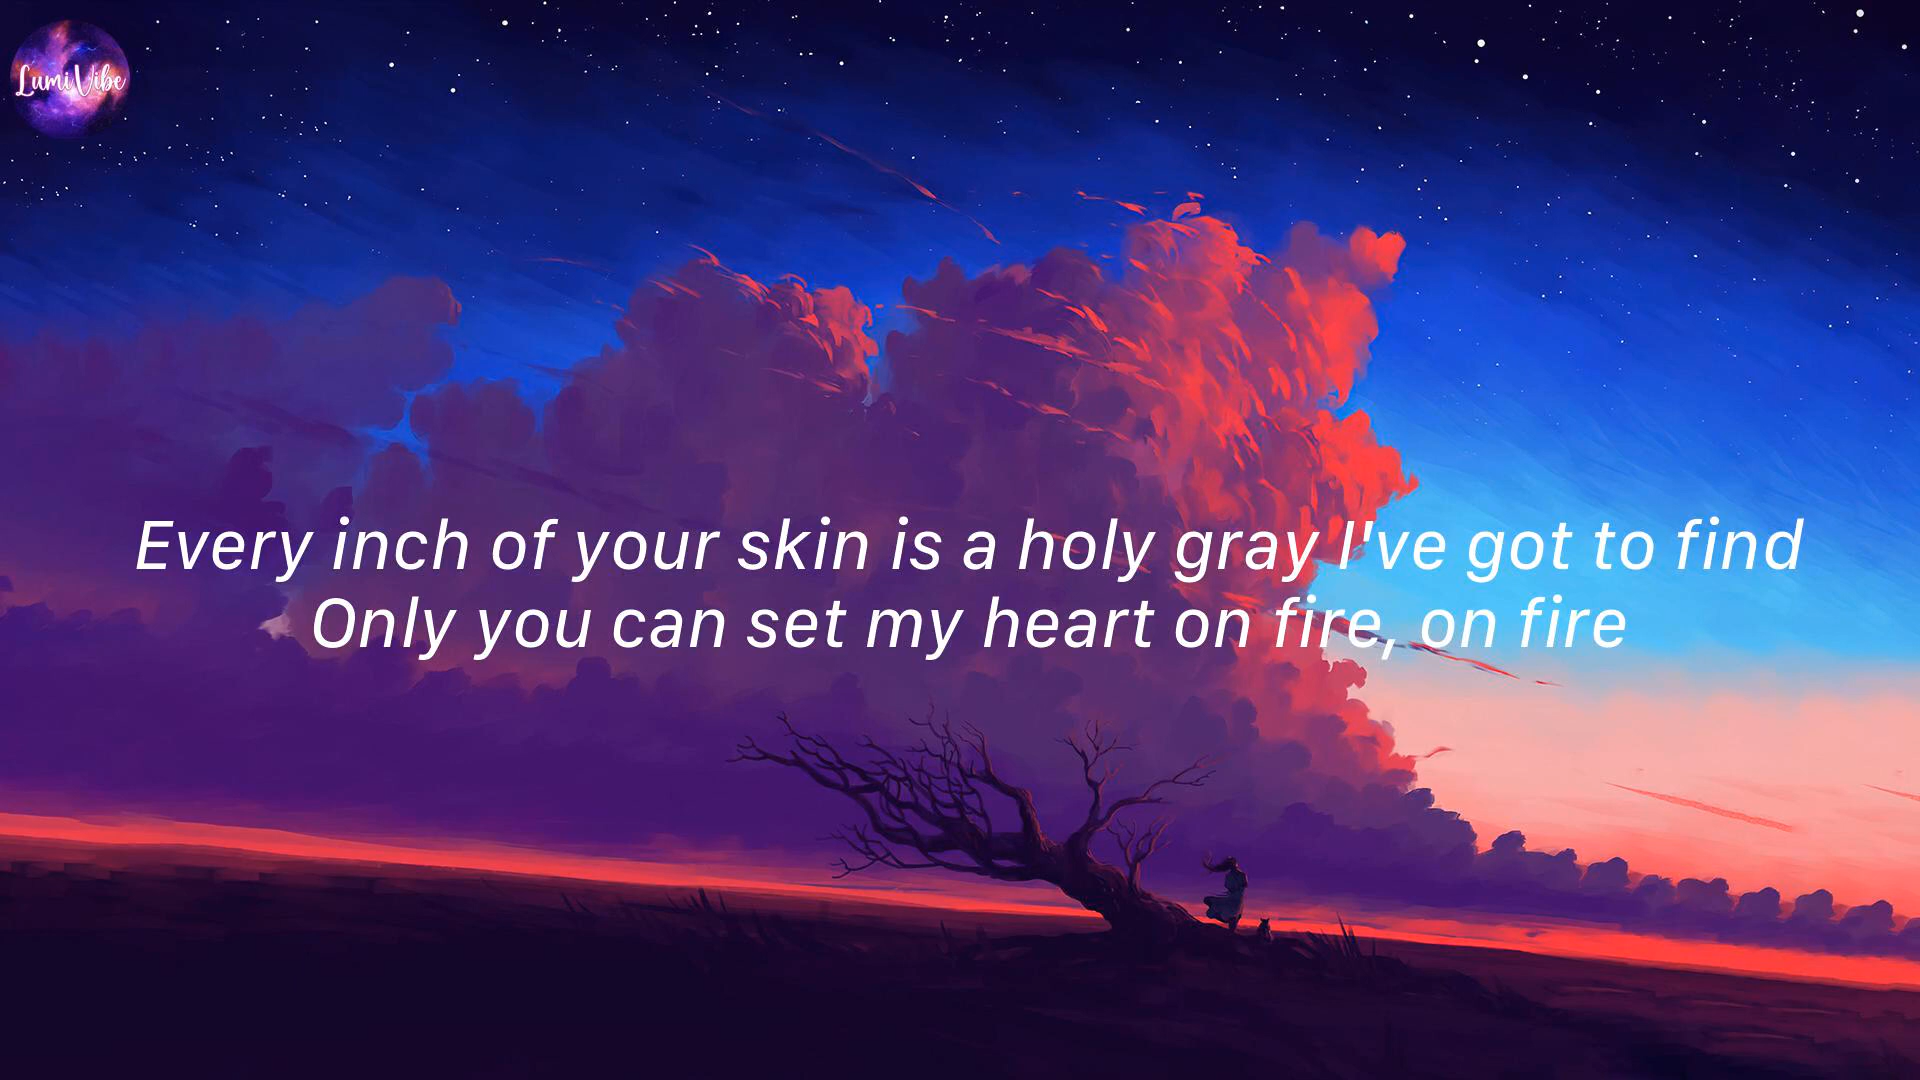 LumiVibe
Every inch of your skin is a holy gray I've got to find
Only you can set my heart on fire, on fire